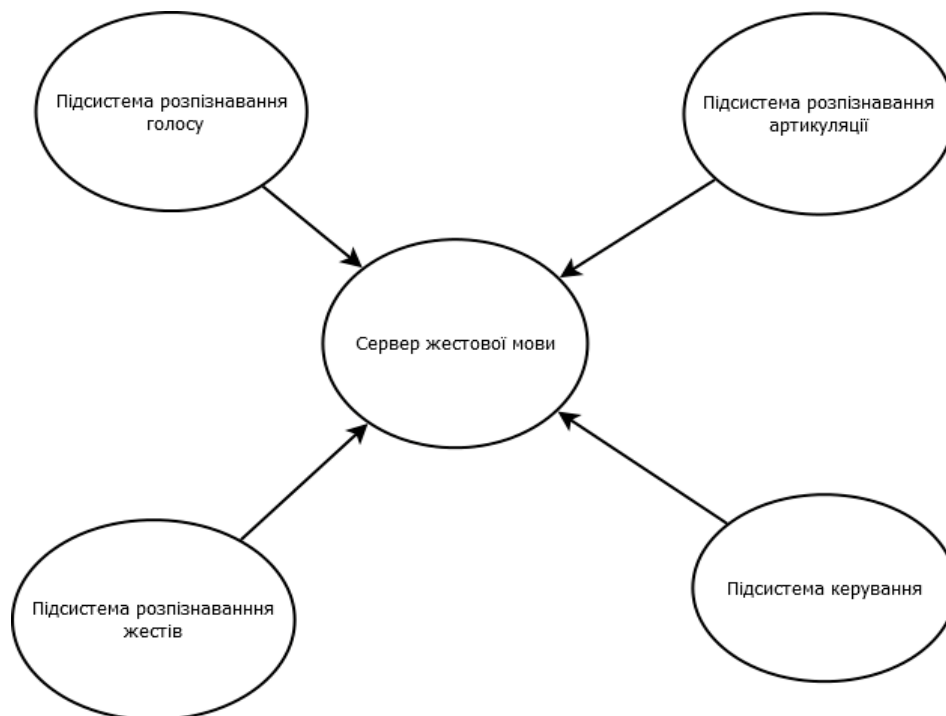 Підсистема розпізнавання
голосу
Підсистема розпізнавання
артикуляції
Сервер жестової мови
Підсистема розпізнаванння
жестів
Підсистема керування